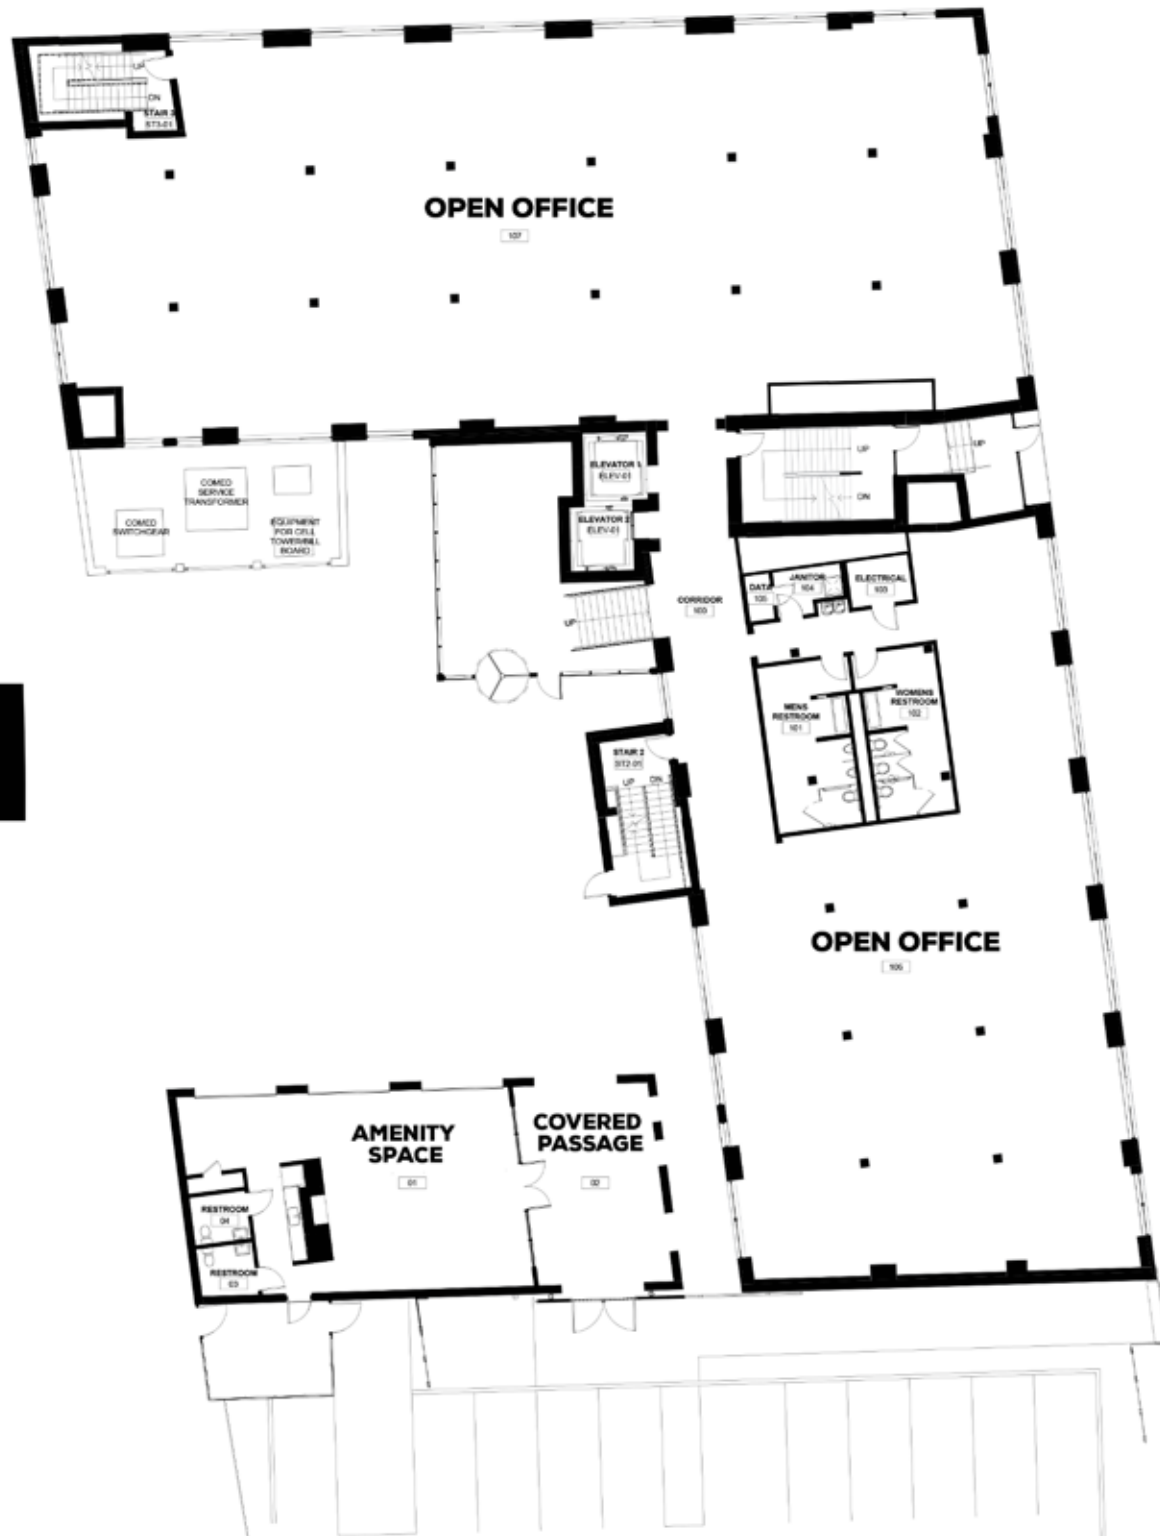 UP
DN
STAIR 3
ST3-01
OPEN OFFICE
107
COMED
SERVICE
TRANSFORMER
COMED
SWITCHGEAR
EQUIPMENT
FOR CELL
TOWER/BILL
BOARD
ELEVATOR 1
ELEV-01
ELEVATOR 2
ELEV-01
UP
DN
UP
UP
CORRIDOR
100
DATA
105
JANITOR
104
ELECTRICAL
103
MENS
RESTROOM
101
WOMENS
RESTROOM
102
STAIR 2
ST2-01
UP
DN
OPEN OFFICE
106
AMENITY
SPACE
01
COVERED
PASSAGE
02
RESTROOM
04
RESTROOM
03